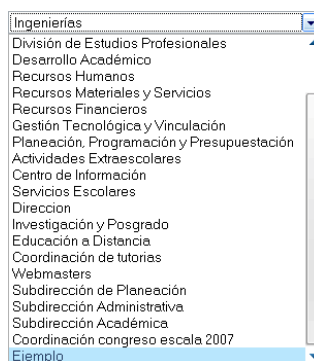 Ingenierías
División de Estudios Profesionales
Desarrollo Académico
Recursos Humanos
Recursos Materiales y Servicios
Recursos Financieros
Gestión Tecnológica y Vinculación
Planeación, Programación y Presupuestación
Actividades Extraescolares
Centro de Información
Servicios Escolares
Direccion
Investigación y Posgrado
Educación a Distancia
Coordinación de tutorias
Webmasters
Subdirección de Planeación
Subdirección Administrativa
Subdirección Académica
Coordinación congreso escala 2007
Ejemplo